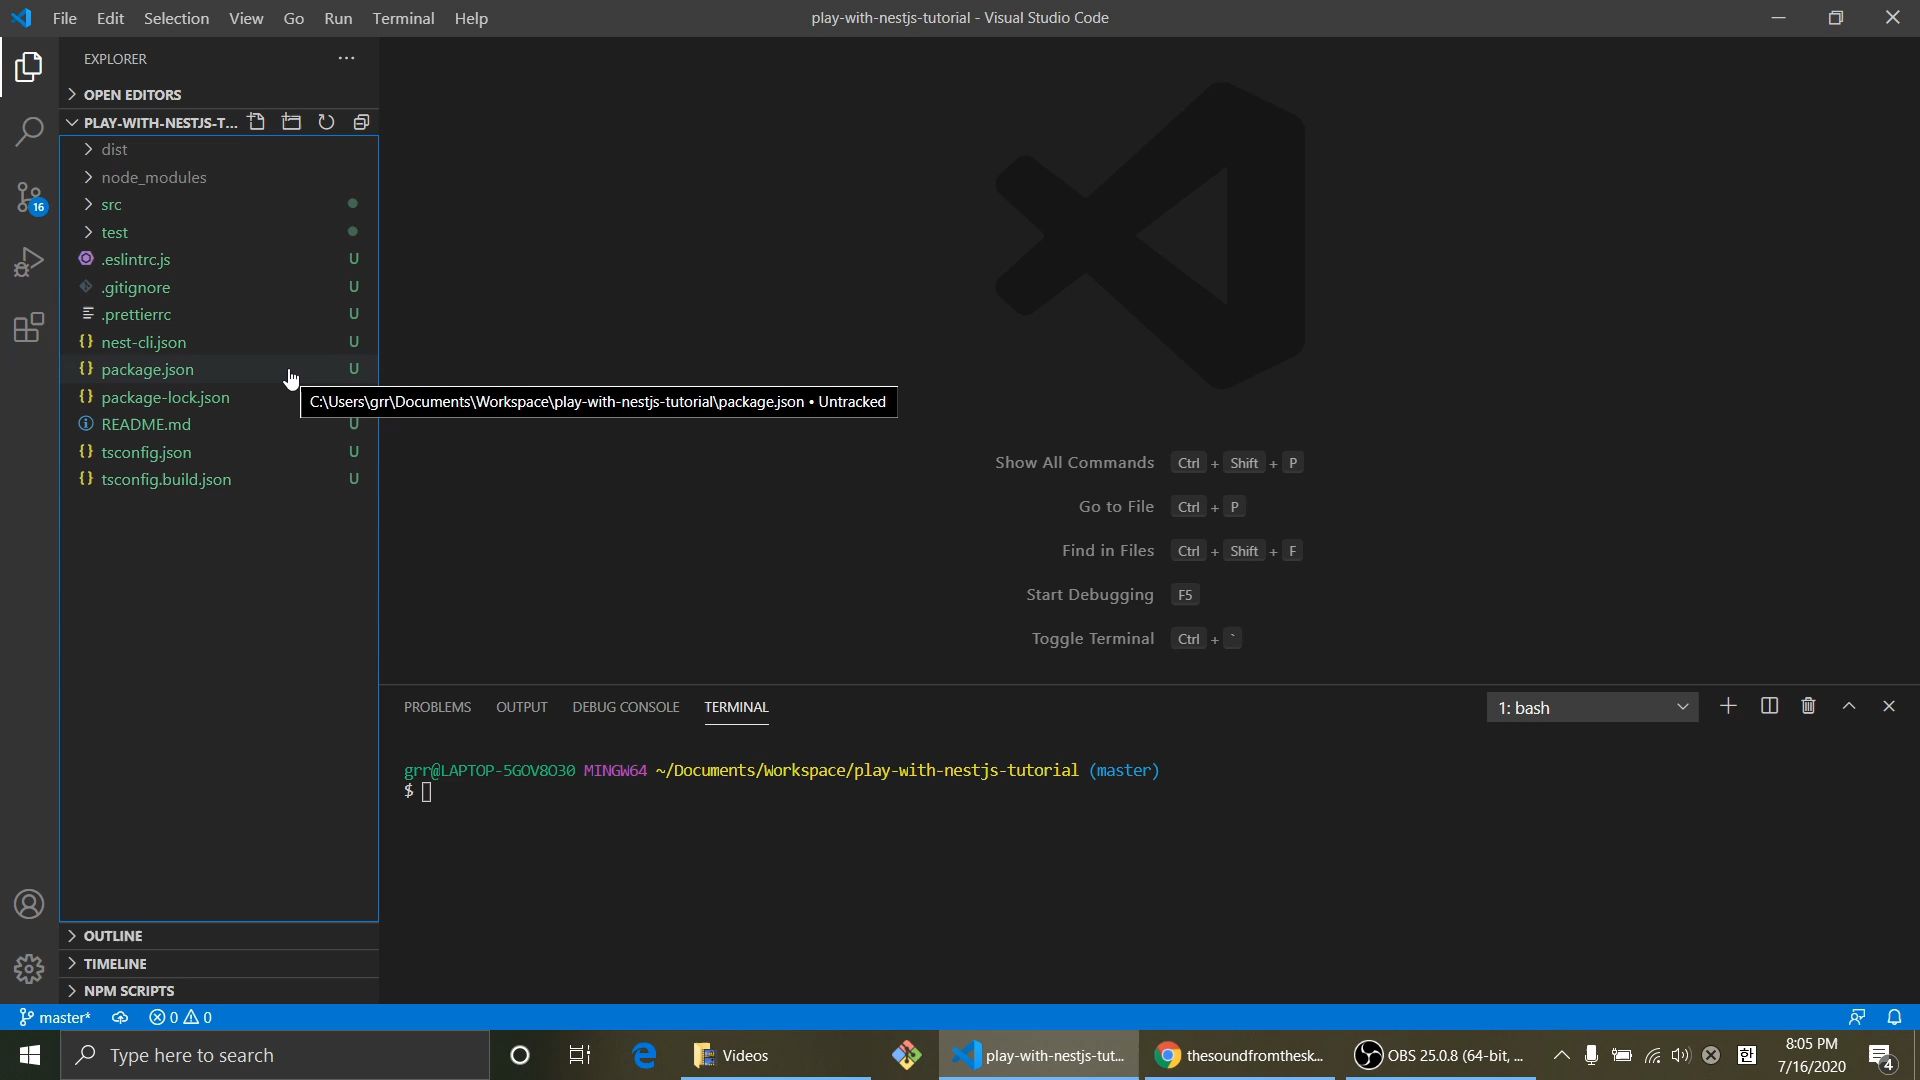 File Edit Selection View Go Run Terminal Help
play-with-nestjs-tutorial - Visual Studio Code
EXPLORER
OPEN EDITORS
PLAY-WITH-NESTJS-T...
dist
node_modules
src
test
.eslintrc.js U
.gitignore U
.prettierrc U
nest-cli.json U
package.json U
package-lock.json
C:\Users\grr\Documents\Workspace\play-with-nestjs-tutorial\package.json • Untracked
README.md U
tsconfig.json U
tsconfig.build.json U
16
Show All Commands Ctrl + Shift + P
Go to File Ctrl + P
Find in Files Ctrl + Shift + F
Start Debugging F5
Toggle Terminal Ctrl + `
PROBLEMS OUTPUT DEBUG CONSOLE TERMINAL
1: bash
grr@LAPTOP-5GOV8O30 MINGW64 ~/Documents/Workspace/play-with-nestjs-tutorial (master)
$
OUTLINE
TIMELINE
NPM SCRIPTS
master* 0 0
Type here to search
Videos
play-with-nestjs-tut...
thesoundfromthesk...
OBS 25.0.8 (64-bit, ...
한
8:05 PM
7/16/2020
4